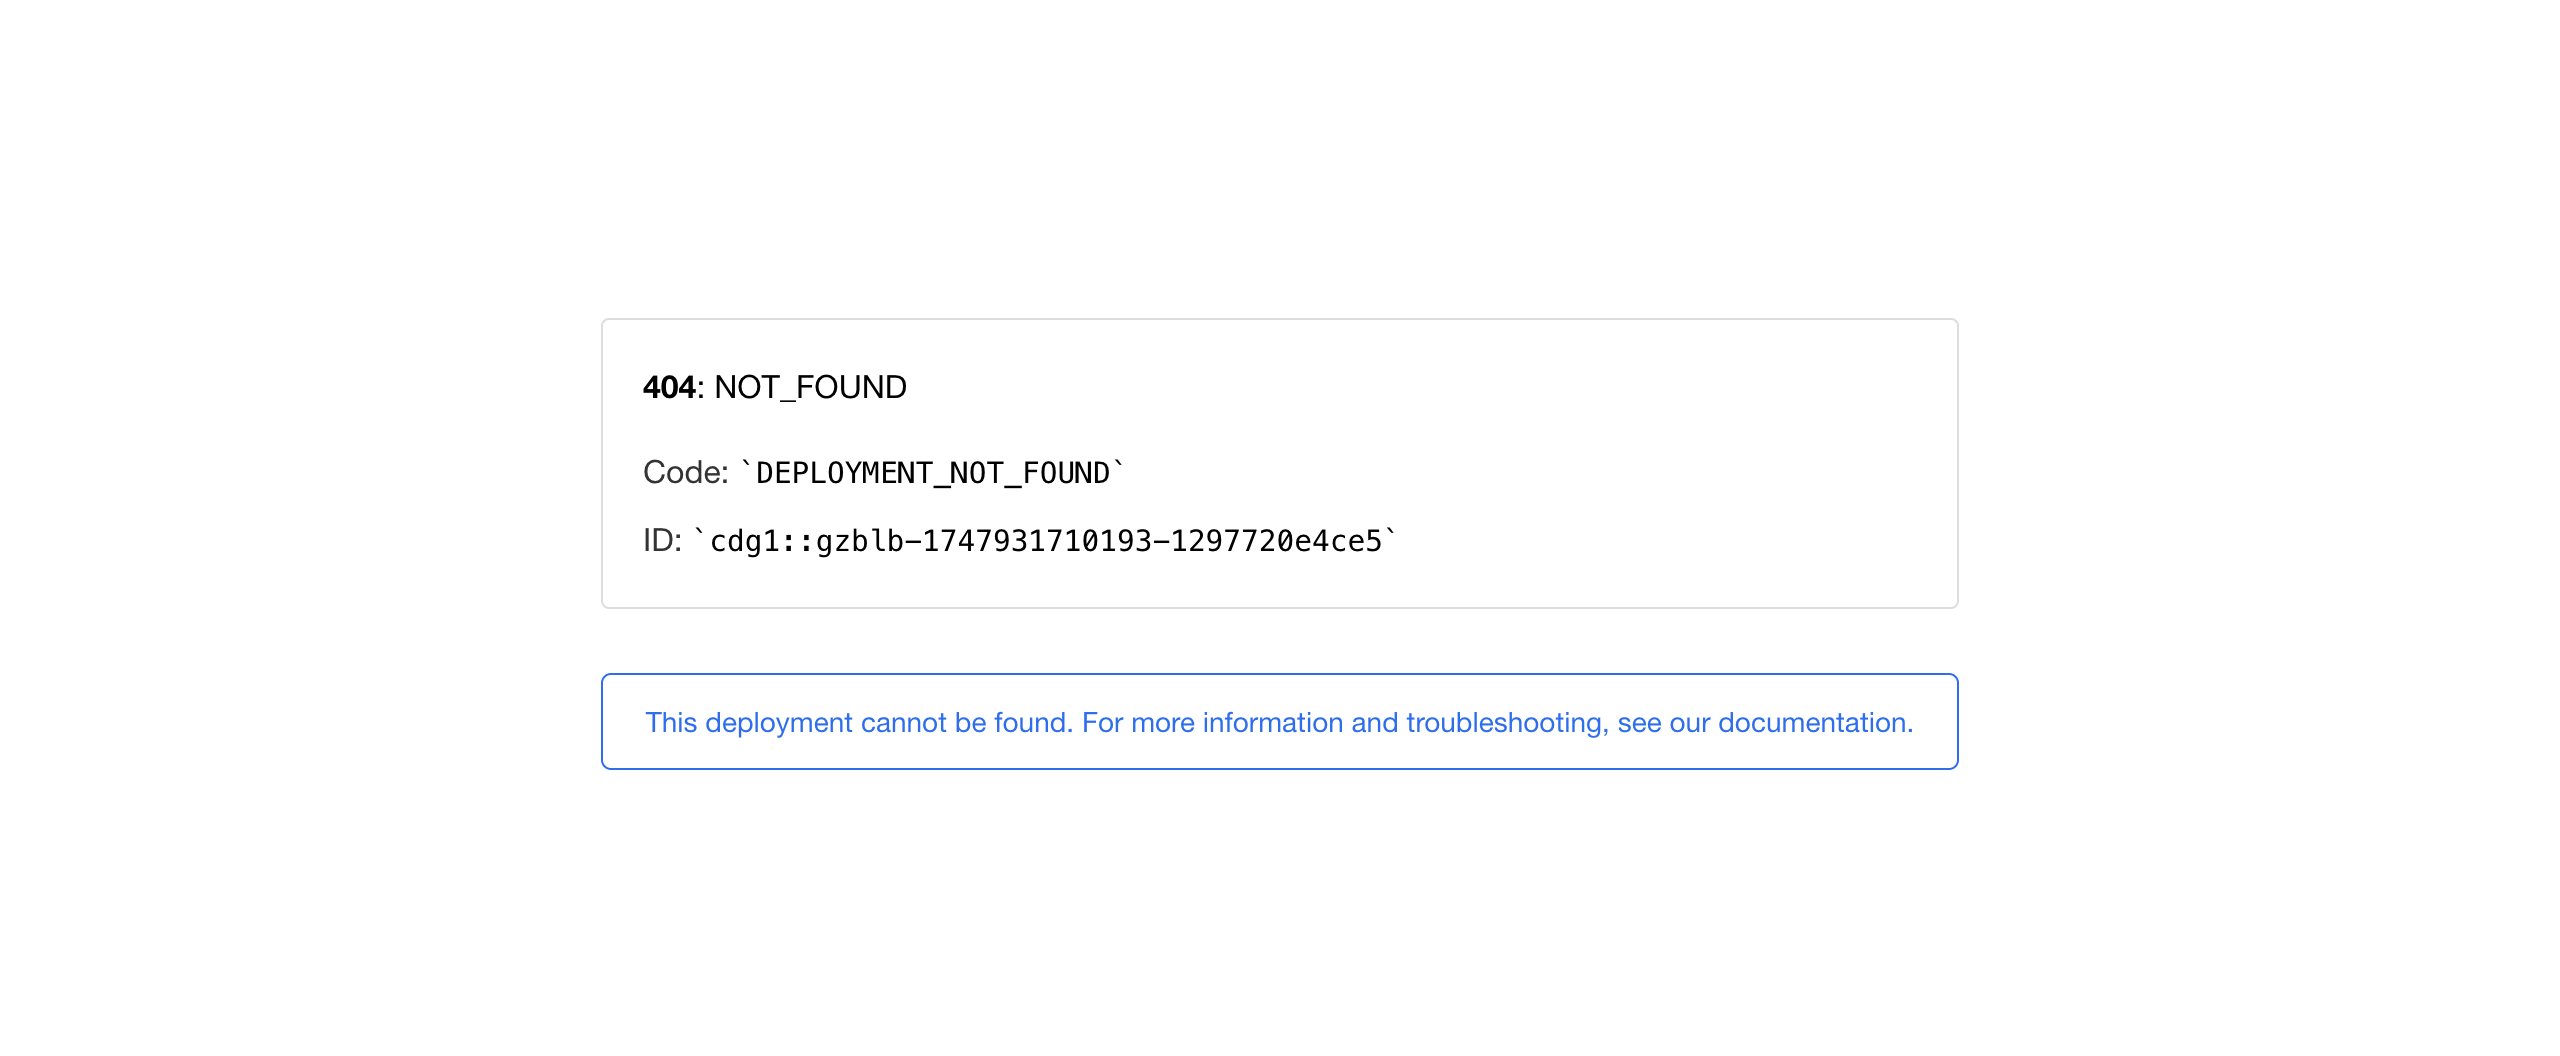 404: NOT_FOUND
Code: `DEPLOYMENT_NOT_FOUND`
ID: `cdg1::gzblb-1747931710193-1297720e4ce5`
This deployment cannot be found. For more information and troubleshooting, see our documentation.